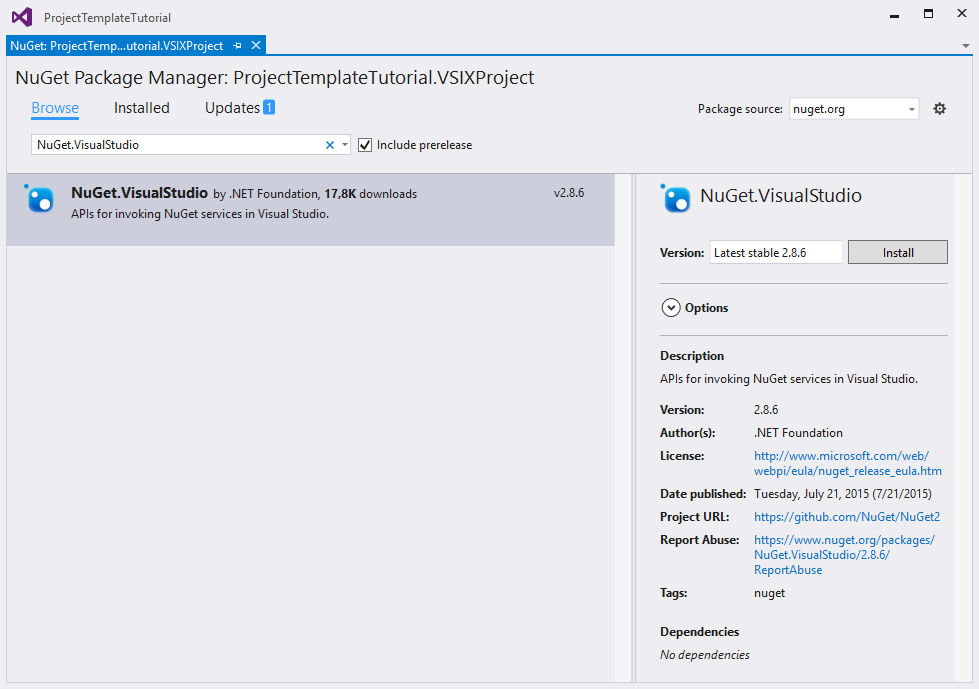 ProjectTemplateTutorial
NuGet: ProjectTemp...utorial.VSIXProject
NuGet Package Manager: ProjectTemplateTutorial.VSIXProject
Browse Installed Updates 1
Package source: nuget.org
NuGet.VisualStudio
Include prerelease
NuGet.VisualStudio by .NET Foundation, 17,8K downloads v2.8.6
APIs for invoking NuGet services in Visual Studio.
NuGet.VisualStudio
Version: Latest stable 2.8.6 Install
Options
Description
APIs for invoking NuGet services in Visual Studio.
Version: 2.8.6
Author(s): .NET Foundation
License: http://www.microsoft.com/web/
webpi/eula/nuget_release_eula.htm
Date published: Tuesday, July 21, 2015 (7/21/2015)
Project URL: https://github.com/NuGet/NuGet2
Report Abuse: https://www.nuget.org/packages/
NuGet.VisualStudio/2.8.6/
ReportAbuse
Tags: nuget
Dependencies
No dependencies